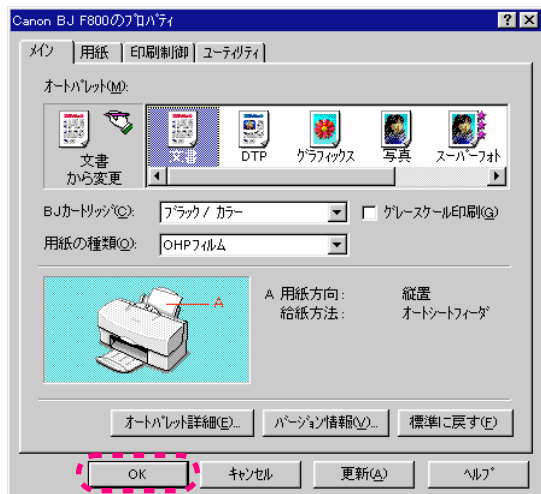 Canon BJ F800のﾌﾟﾛﾊﾟﾃｨ
ﾒｲﾝ 用紙 印刷制御 ﾕｰﾃｨﾘﾃｨ
ｵｰﾄﾊﾟﾚｯﾄ(M):
文書
から変更
文書 DTP ｸﾞﾗﾌｨｯｸｽ 写真 ｽｰﾊﾟｰﾌｫﾄ
BJｶｰﾄﾘｯｼﾞ(C): ﾌﾞﾗｯｸ / ｶﾗｰ ｸﾞﾚｰｽｹｰﾙ印刷(G)
用紙の種類(O): OHPﾌｨﾙﾑ
A
A 用紙方向: 縦置
給紙方法: ｵｰﾄｼｰﾄﾌｨｰﾀﾞ
ｵｰﾄﾊﾟﾚｯﾄ詳細(E)... ﾊﾞｰｼﾞｮﾝ情報(V)... 標準に戻す(F)
OK ｷｬﾝｾﾙ 更新(A) ﾍﾙﾌﾟ